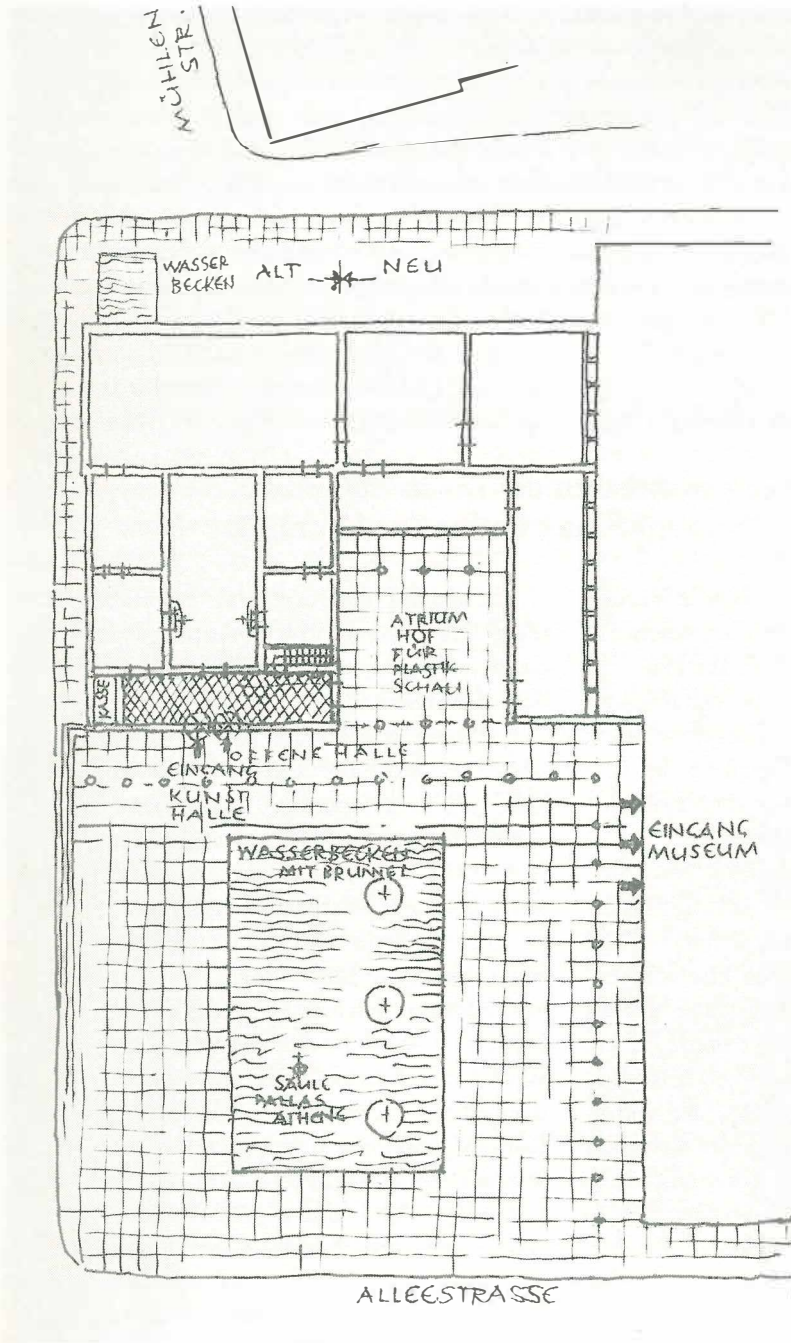 MÜHLEN
STR.
WASSER
BECKEN
ALT
NEU
ATRIUM
HOF
FÜR
PLASTIK
SCHAU
KASSE
OFFENE HALLE
EINGANG
KUNST
HALLE
EINGANG
MUSEUM
WASSERBECKEN
MIT BRUNNEN
SÄULE
PALLAS
ATHENE
ALLEESTRASSE